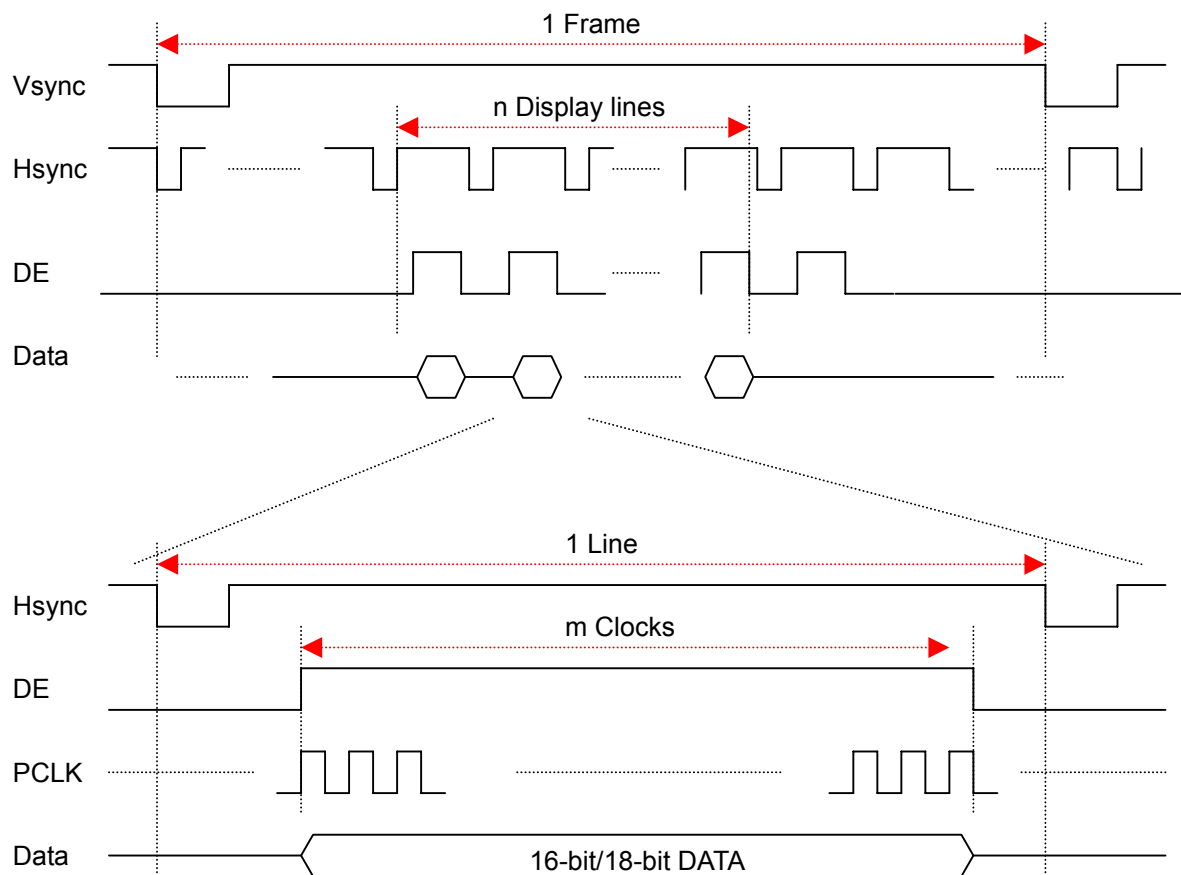 1 Frame
Vsync
n Display lines
Hsync
DE
Data
1 Line
Hsync
m Clocks
DE
PCLK
Data
16-bit/18-bit DATA